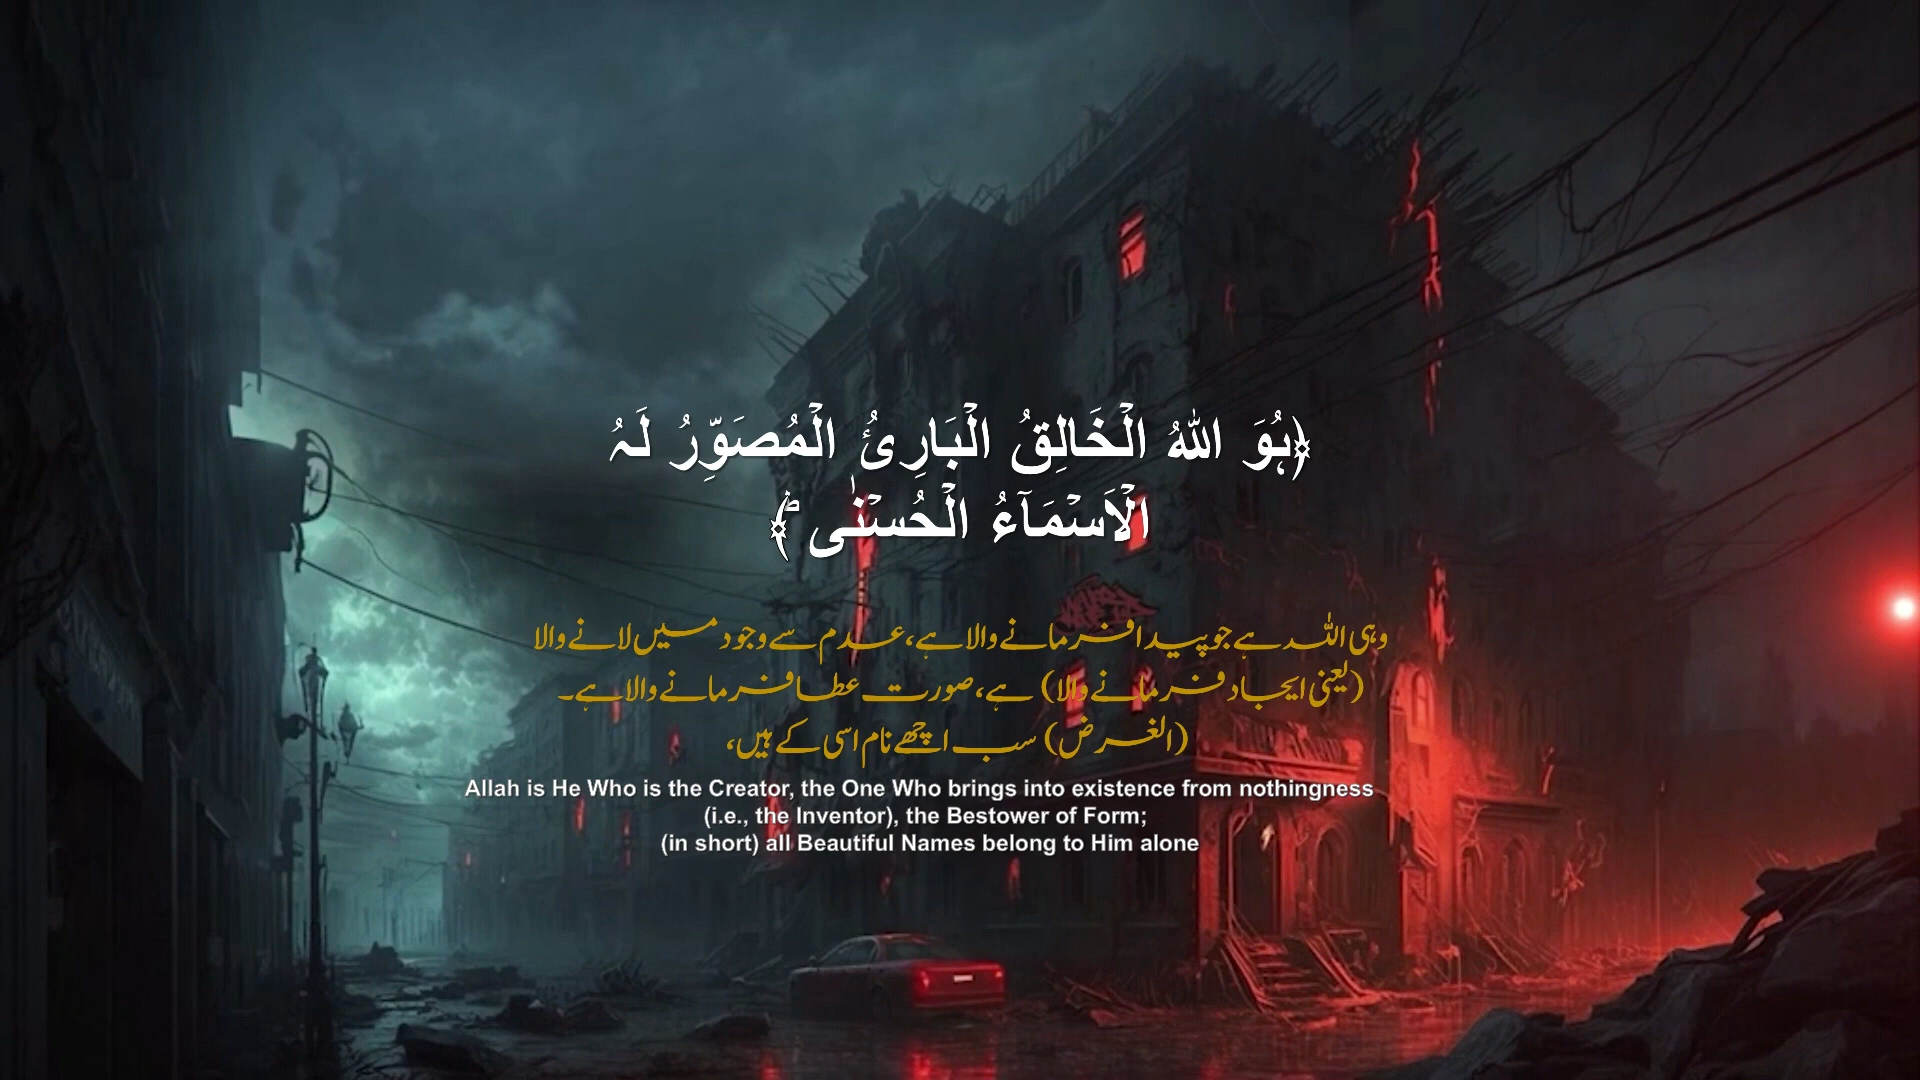 ﴿ہُوَ اللّٰہُ الۡخَالِقُ الۡبَارِیُٔ الۡمُصَوِّرُ لَہُ
الۡاَسۡمَآءُ الۡحُسۡنٰی ؕ﴾
وہی اللہ ہے جو پیدا فرمانے والا ہے، عدم سے وجود میں لانے والا
(یعنی ایجاد فرمانے والا) ہے، صورت عطا فرمانے والا ہے۔
(الغرض) سب اچھے نام اسی کے ہیں،
Allah is He Who is the Creator, the One Who brings into existence from nothingness
(i.e., the Inventor), the Bestower of Form;
(in short) all Beautiful Names belong to Him alone